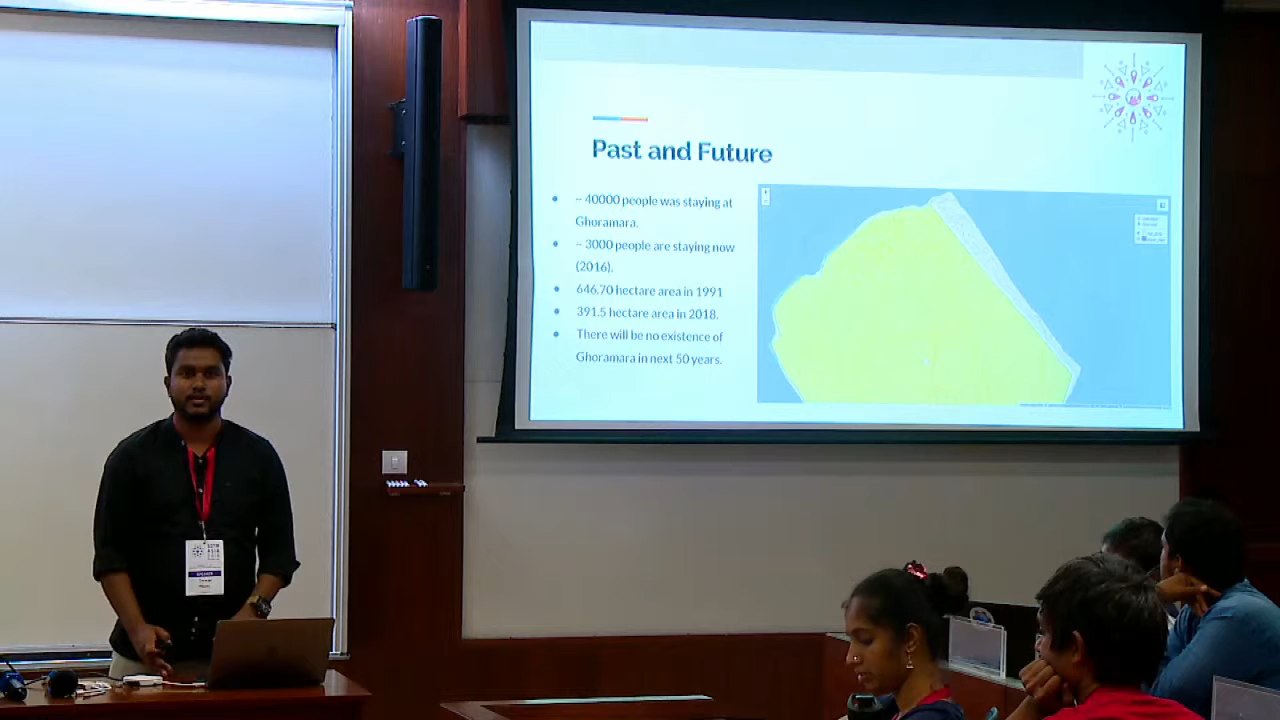 Past and Future
~ 40000 people was staying at
Ghoramara.
~ 3000 people are staying now
(2016).
646.70 hectare area in 1991
391.5 hectare area in 2018.
There will be no existence of
Ghoramara in next 50 years.
SPEAKER